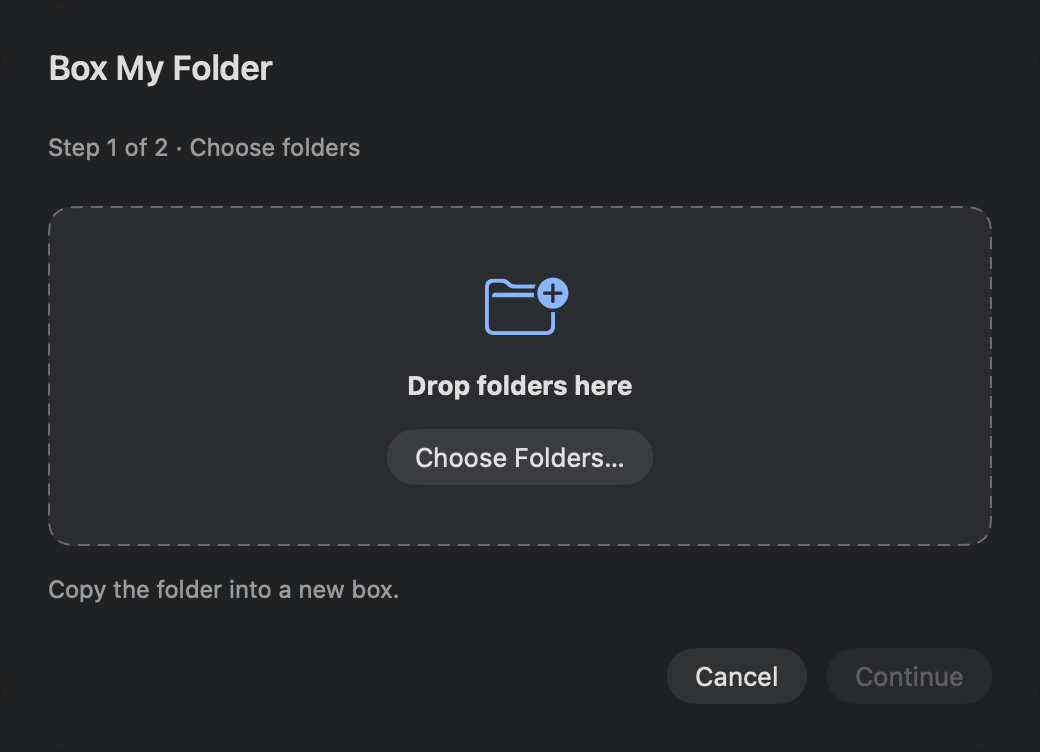 Box My Folder
Step 1 of 2 · Choose folders
Drop folders here
Choose Folders...
Copy the folder into a new box.
Cancel
Continue